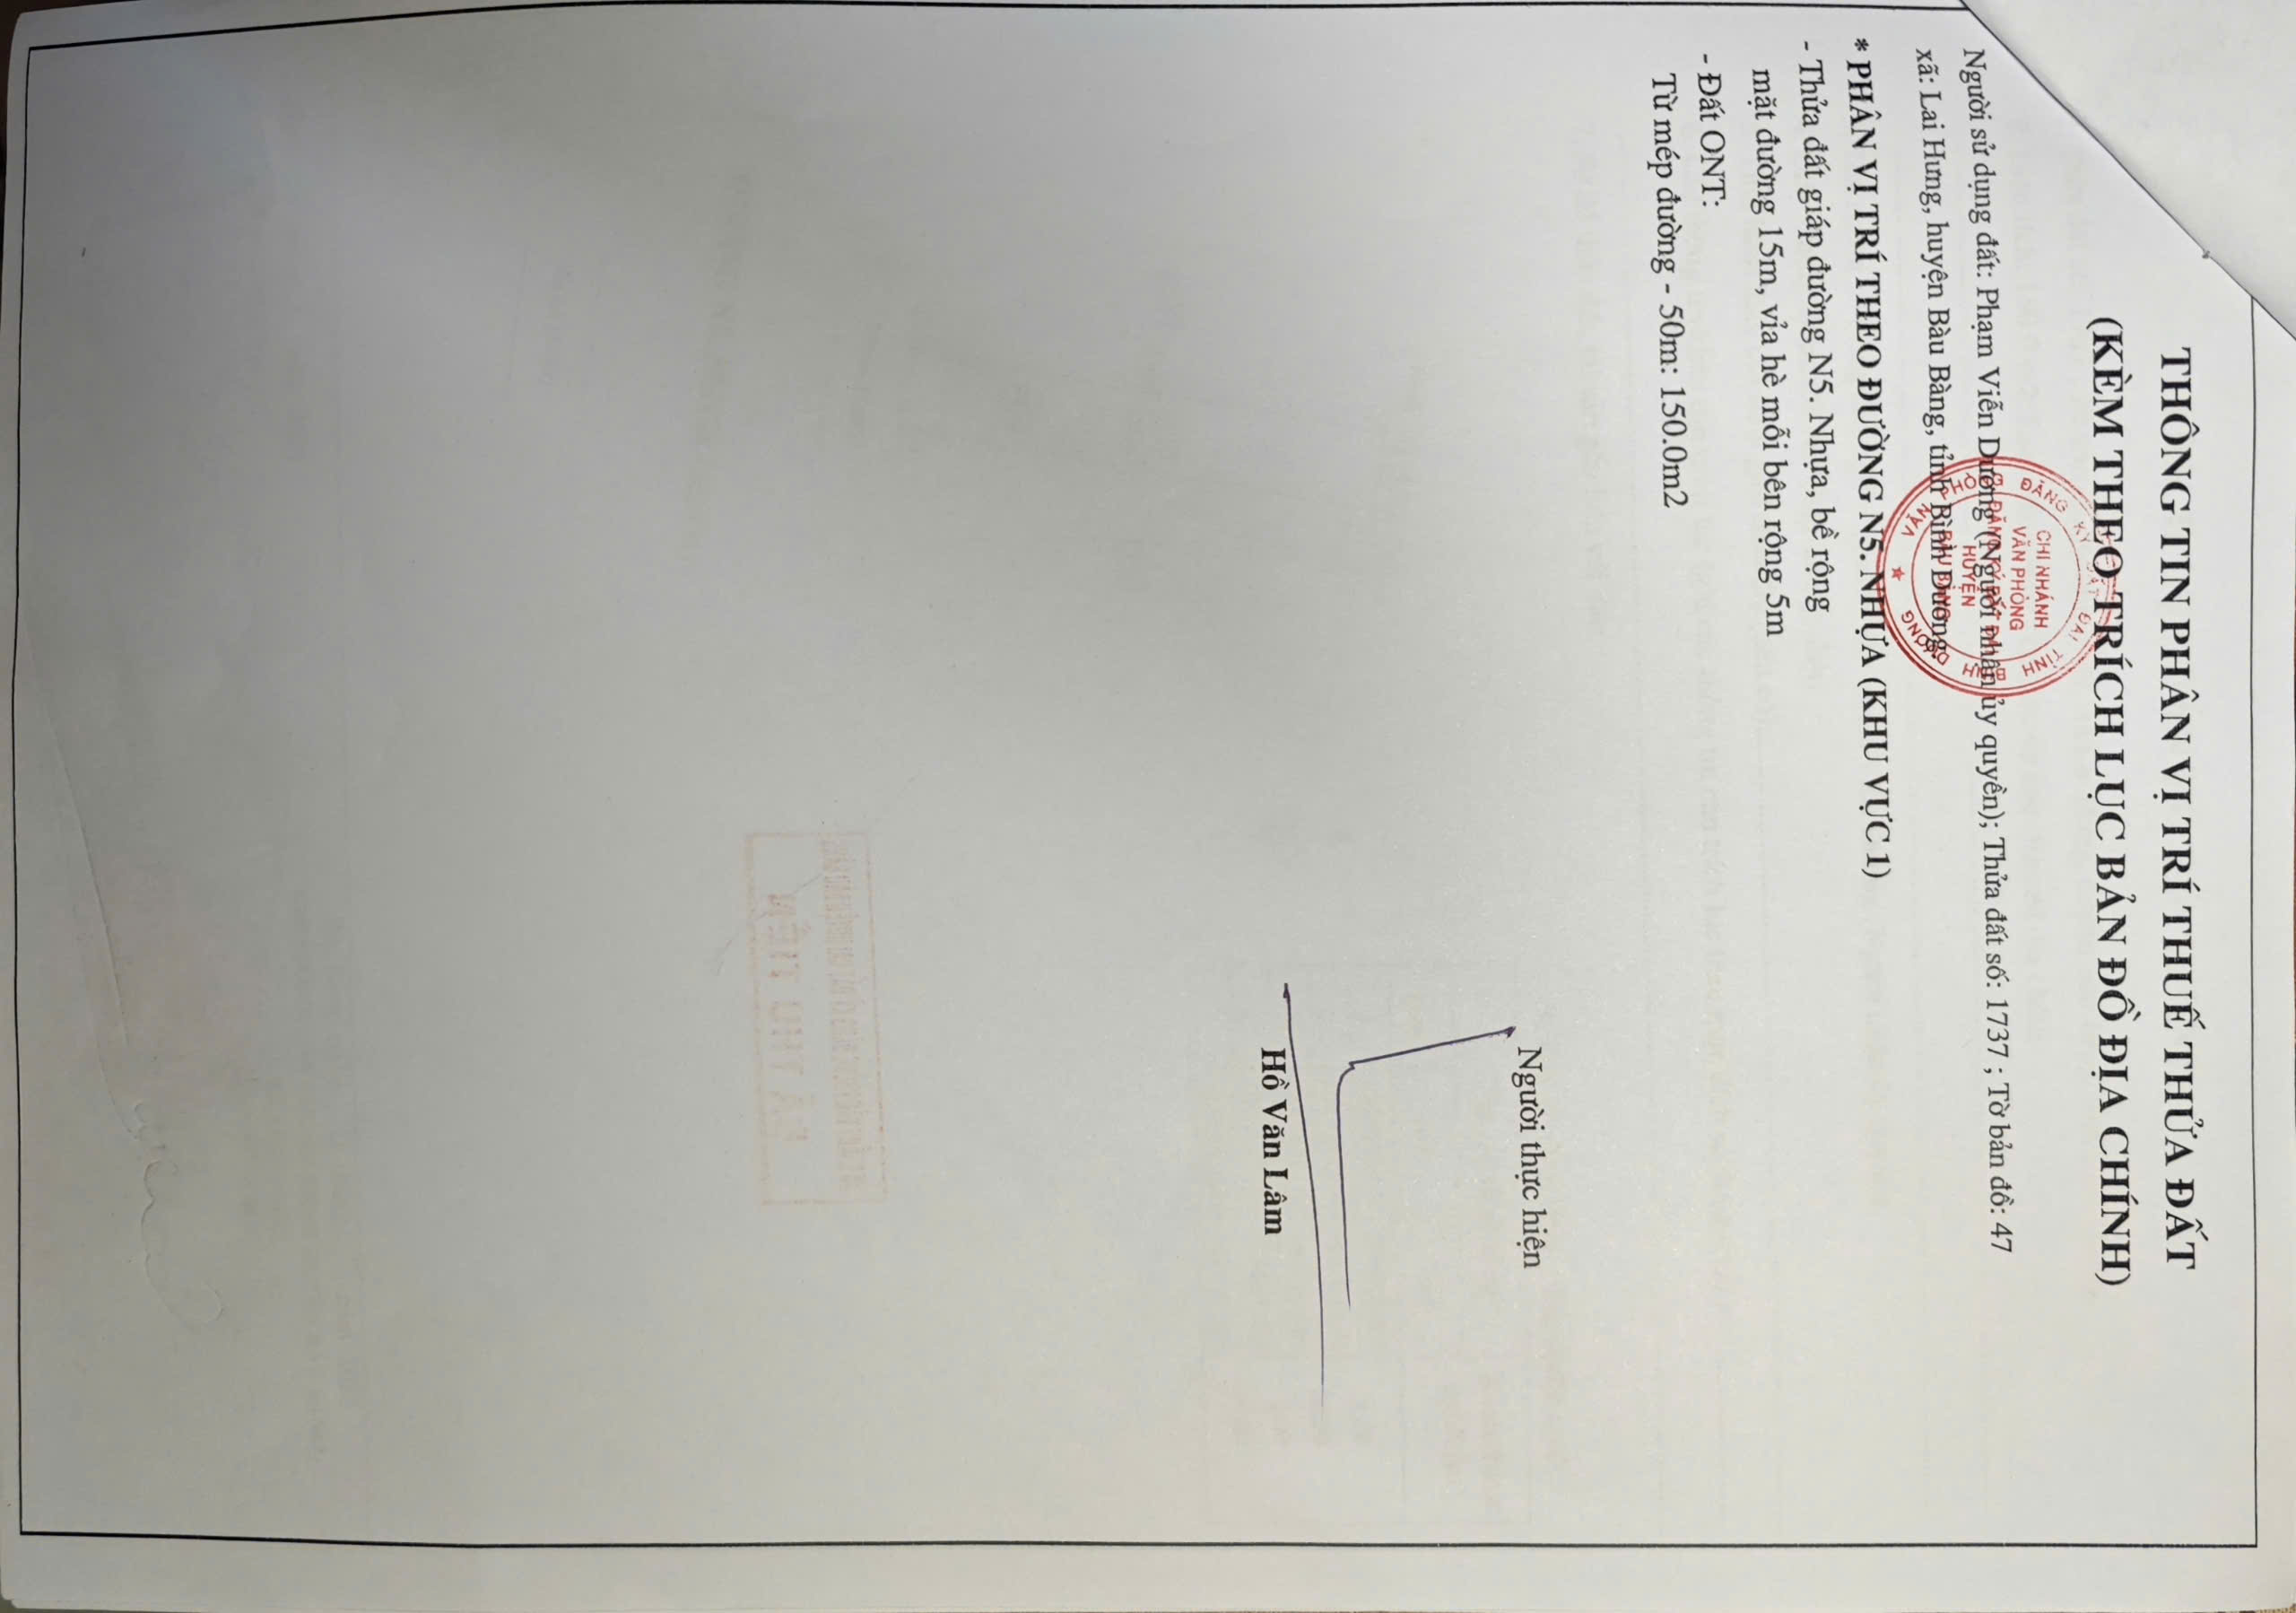 THÔNG TIN PHÂN VỊ TRÍ THUẾ THỬA ĐẤT
(KÈM THEO TRÍCH LỤC BẢN ĐỒ ĐỊA CHÍNH)
Người sử dụng đất: Phạm Viễn Dương (Người nhận ủy quyền); Thửa đất số: 1737 ; Tờ bản đồ: 47
xã: Lai Hưng, huyện Bàu Bàng, tỉnh Bình Dương
VĂN PHÒNG ĐĂNG KÝ ĐẤT ĐAI TỈNH BÌNH DƯƠNG
CHI NHÁNH
VĂN PHÒNG
ĐĂNG KÝ ĐẤT ĐAI
HUYỆN
BÀU BÀNG
* PHÂN VỊ TRÍ THEO ĐƯỜNG N5. NHỰA (KHU VỰC 1)
- Thửa đất giáp đường N5. Nhựa, bề rộng
mặt đường 15m, vỉa hè mỗi bên rộng 5m
- Đất ONT:
Từ mép đường - 50m: 150.0m2
Người thực hiện
Hồ Văn Lâm